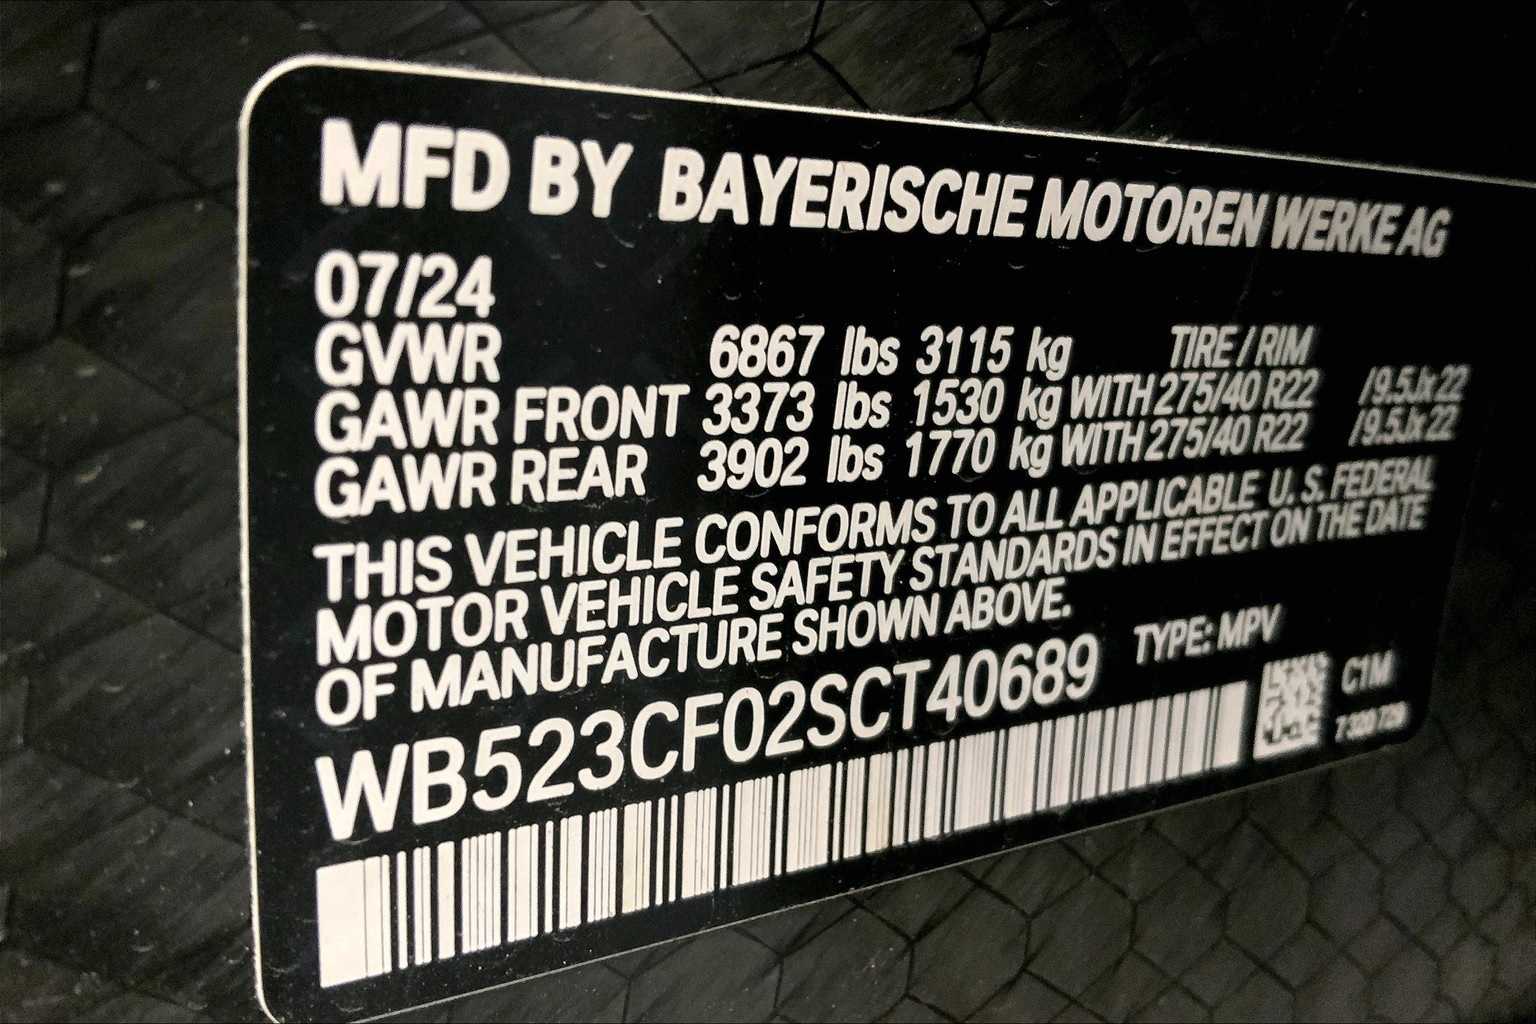 MFD BY BAYERISCHE MOTOREN WERKE AG
07/24
GVWR 6867 lbs 3115 kg TIRE / RIM
GAWR FRONT 3373 lbs 1530 kg WITH 275/40 R22 /9.5Jx22
GAWR REAR 3902 lbs 1770 kg WITH 275/40 R22 /9.5Jx22
THIS VEHICLE CONFORMS TO ALL APPLICABLE U. S. FEDERAL
MOTOR VEHICLE SAFETY STANDARDS IN EFFECT ON THE DATE
OF MANUFACTURE SHOWN ABOVE.
WB523CF02SCT40689 TYPE: MPV
C1M